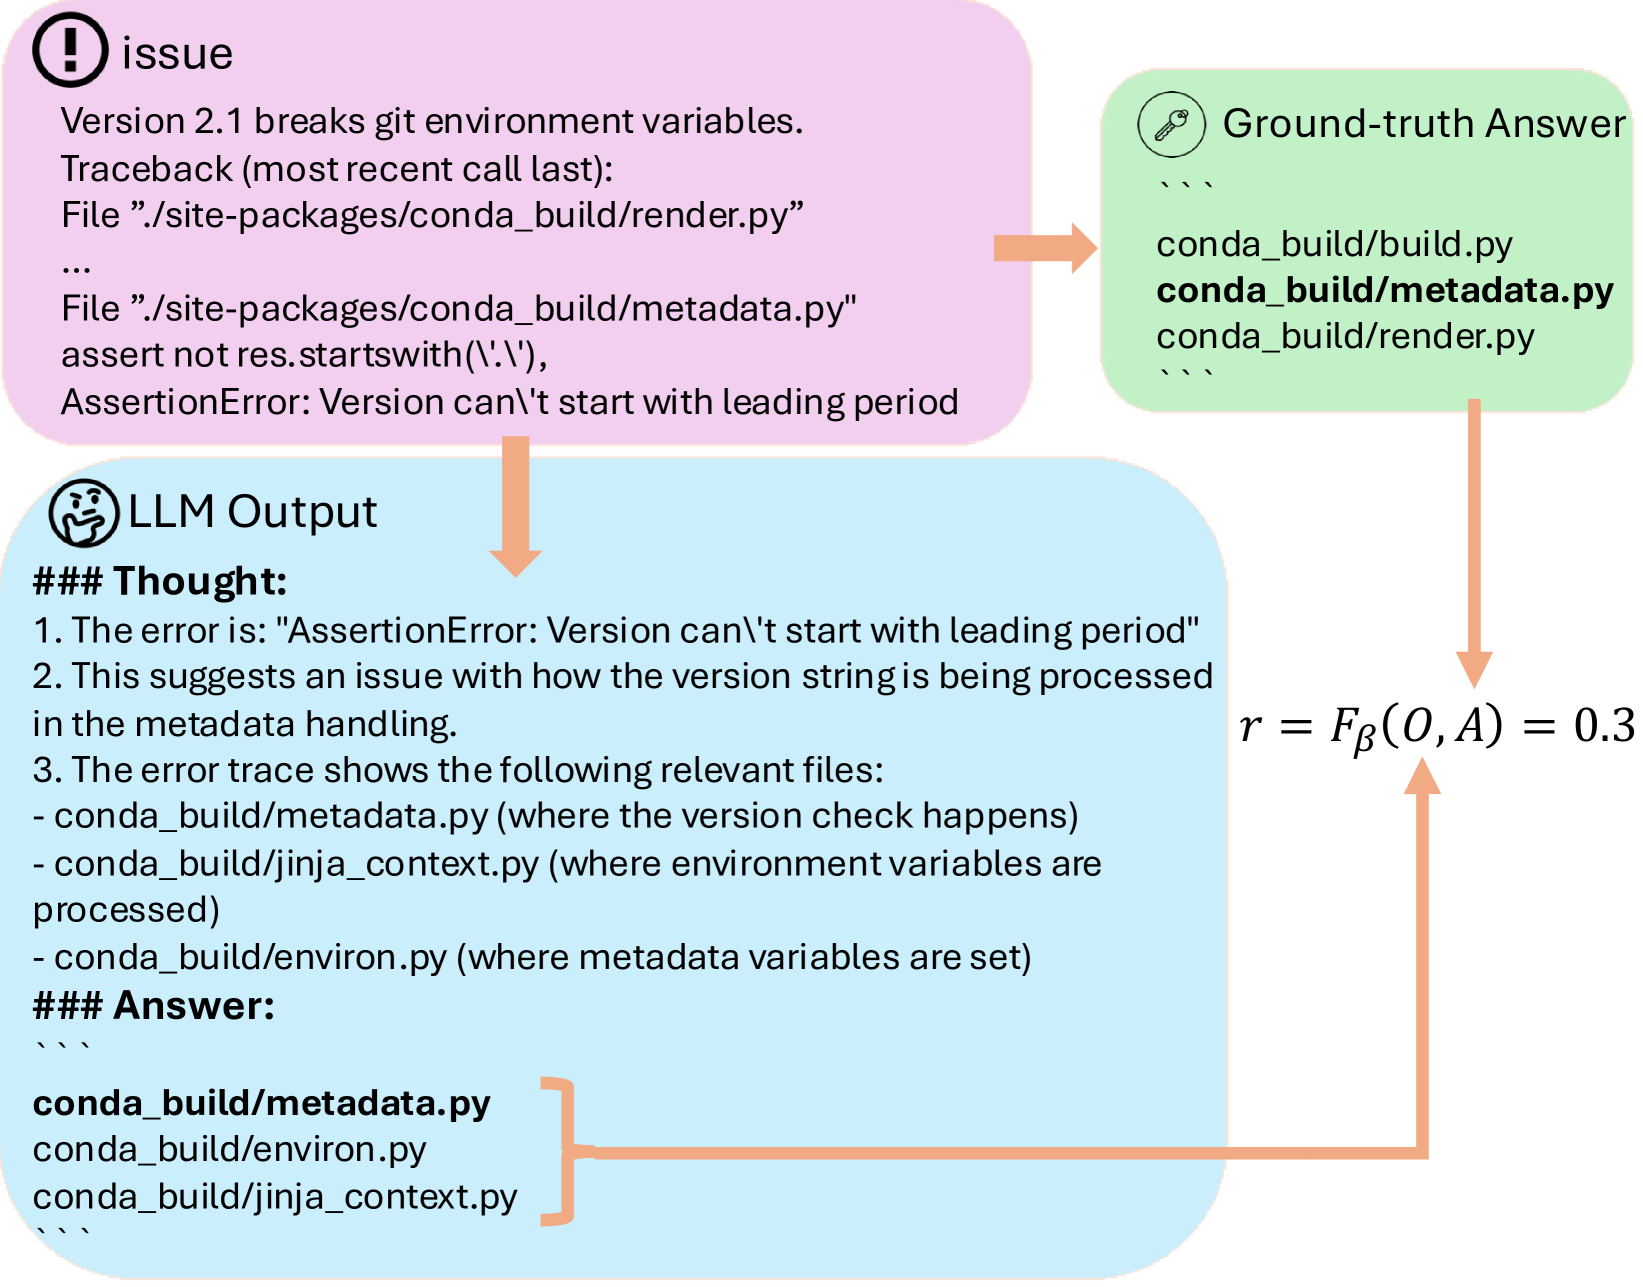 issue
Version 2.1 breaks git environment variables.
Traceback (most recent call last):
File ”./site-packages/conda_build/render.py”
...
File ”./site-packages/conda_build/metadata.py"
assert not res.startswith(\'.\'),
AssertionError: Version can\'t start with leading period
Ground-truth Answer
```
conda_build/build.py
conda_build/metadata.py
conda_build/render.py
```
LLM Output
### Thought:
1. The error is: "AssertionError: Version can\'t start with leading period"
2. This suggests an issue with how the version string is being processed
in the metadata handling.
3. The error trace shows the following relevant files:
- conda_build/metadata.py (where the version check happens)
- conda_build/jinja_context.py (where environment variables are
processed)
- conda_build/environ.py (where metadata variables are set)
### Answer:
```
conda_build/metadata.py
conda_build/environ.py
conda_build/jinja_context.py
```
r = F_β(O, A) = 0.3